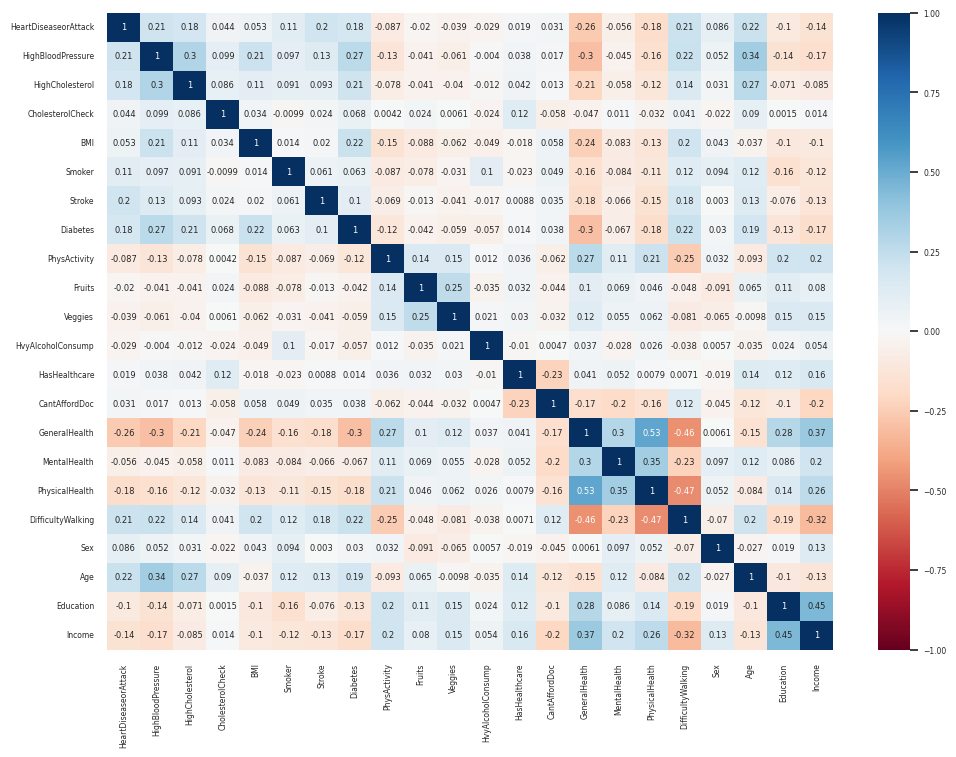 HeartDiseaseorAttack 1 0.21 0.18 0.044 0.053 0.11 0.2 0.18 -0.087 -0.02 -0.039 -0.029 0.019 0.031 -0.26 -0.056 -0.18 0.21 0.086 0.22 -0.1 -0.14 1.00
HighBloodPressure 0.21 1 0.3 0.099 0.21 0.097 0.13 0.27 -0.13 -0.041 -0.061 -0.004 0.038 0.017 -0.3 -0.045 -0.16 0.22 0.052 0.34 -0.14 -0.17
HighCholesterol 0.18 0.3 1 0.086 0.11 0.091 0.093 0.21 -0.078 -0.041 -0.04 -0.012 0.042 0.013 -0.21 -0.058 -0.12 0.14 0.031 0.27 -0.071 -0.085
0.75
CholesterolCheck 0.044 0.099 0.086 1 0.034 -0.0099 0.024 0.068 0.0042 0.024 0.0061 -0.024 0.12 -0.058 -0.047 0.011 -0.032 0.041 -0.022 0.09 0.0015 0.014
BMI 0.053 0.21 0.11 0.034 1 0.014 0.02 0.22 -0.15 -0.088 -0.062 -0.049 -0.018 0.058 -0.24 -0.083 -0.13 0.2 0.043 -0.037 -0.1 -0.1
Smoker 0.11 0.097 0.091 -0.0099 0.014 1 0.061 0.063 -0.087 -0.078 -0.031 0.1 -0.023 0.049 -0.16 -0.084 -0.11 0.12 0.094 0.12 -0.16 -0.12 0.50
Stroke 0.2 0.13 0.093 0.024 0.02 0.061 1 0.1 -0.069 -0.013 -0.041 -0.017 0.0088 0.035 -0.18 -0.066 -0.15 0.18 0.003 0.13 -0.076 -0.13
Diabetes 0.18 0.27 0.21 0.068 0.22 0.063 0.1 1 -0.12 -0.042 -0.059 -0.057 0.014 0.038 -0.3 -0.067 -0.18 0.22 0.03 0.19 -0.13 -0.17
PhysActivity -0.087 -0.13 -0.078 0.0042 -0.15 -0.087 -0.069 -0.12 1 0.14 0.15 0.012 0.036 -0.062 0.27 0.11 0.21 -0.25 0.032 -0.093 0.2 0.2 0.25
Fruits -0.02 -0.041 -0.041 0.024 -0.088 -0.078 -0.013 -0.042 0.14 1 0.25 -0.035 0.032 -0.044 0.1 0.069 0.046 -0.048 -0.091 0.065 0.11 0.08
Veggies -0.039 -0.061 -0.04 0.0061 -0.062 -0.031 -0.041 -0.059 0.15 0.25 1 0.021 0.03 -0.032 0.12 0.055 0.062 -0.081 -0.065 -0.0098 0.15 0.15
0.00
HvyAlcoholConsump -0.029 -0.004 -0.012 -0.024 -0.049 0.1 -0.017 -0.057 0.012 -0.035 0.021 1 -0.01 0.0047 0.037 -0.028 0.026 -0.038 0.0057 -0.035 0.024 0.054
HasHealthcare 0.019 0.038 0.042 0.12 -0.018 -0.023 0.0088 0.014 0.036 0.032 0.03 -0.01 1 -0.23 0.041 0.052 0.0079 0.0071 -0.019 0.14 0.12 0.16
CantAffordDoc 0.031 0.017 0.013 -0.058 0.058 0.049 0.035 0.038 -0.062 -0.044 -0.032 0.0047 -0.23 1 -0.17 -0.2 -0.16 0.12 -0.045 -0.12 -0.1 -0.2 -0.25
GeneralHealth -0.26 -0.3 -0.21 -0.047 -0.24 -0.16 -0.18 -0.3 0.27 0.1 0.12 0.037 0.041 -0.17 1 0.3 0.53 -0.46 0.0061 -0.15 0.28 0.37
MentalHealth -0.056 -0.045 -0.058 0.011 -0.083 -0.084 -0.066 -0.067 0.11 0.069 0.055 -0.028 0.052 -0.2 0.3 1 0.35 -0.23 0.097 0.12 0.086 0.2
PhysicalHealth -0.18 -0.16 -0.12 -0.032 -0.13 -0.11 -0.15 -0.18 0.21 0.046 0.062 0.026 0.0079 -0.16 0.53 0.35 1 -0.47 0.052 -0.084 0.14 0.26 -0.50
DifficultyWalking 0.21 0.22 0.14 0.041 0.2 0.12 0.18 0.22 -0.25 -0.048 -0.081 -0.038 0.0071 0.12 -0.46 -0.23 -0.47 1 -0.07 0.2 -0.19 -0.32
Sex 0.086 0.052 0.031 -0.022 0.043 0.094 0.003 0.03 0.032 -0.091 -0.065 0.0057 -0.019 -0.045 0.0061 0.097 0.052 -0.07 1 -0.027 0.019 0.13
Age 0.22 0.34 0.27 0.09 -0.037 0.12 0.13 0.19 -0.093 0.065 -0.0098 -0.035 0.14 -0.12 -0.15 0.12 -0.084 0.2 -0.027 1 -0.1 -0.13 -0.75
Education -0.1 -0.14 -0.071 0.0015 -0.1 -0.16 -0.076 -0.13 0.2 0.11 0.15 0.024 0.12 -0.1 0.28 0.086 0.14 -0.19 0.019 -0.1 1 0.45
Income -0.14 -0.17 -0.085 0.014 -0.1 -0.12 -0.13 -0.17 0.2 0.08 0.15 0.054 0.16 -0.2 0.37 0.2 0.26 -0.32 0.13 -0.13 0.45 1
-1.00
HeartDiseaseorAttack
HighBloodPressure
HighCholesterol
CholesterolCheck
BMI
Smoker
Stroke
Diabetes
PhysActivity
Fruits
Veggies
HvyAlcoholConsump
HasHealthcare
CantAffordDoc
GeneralHealth
MentalHealth
PhysicalHealth
DifficultyWalking
Sex
Age
Education
Income